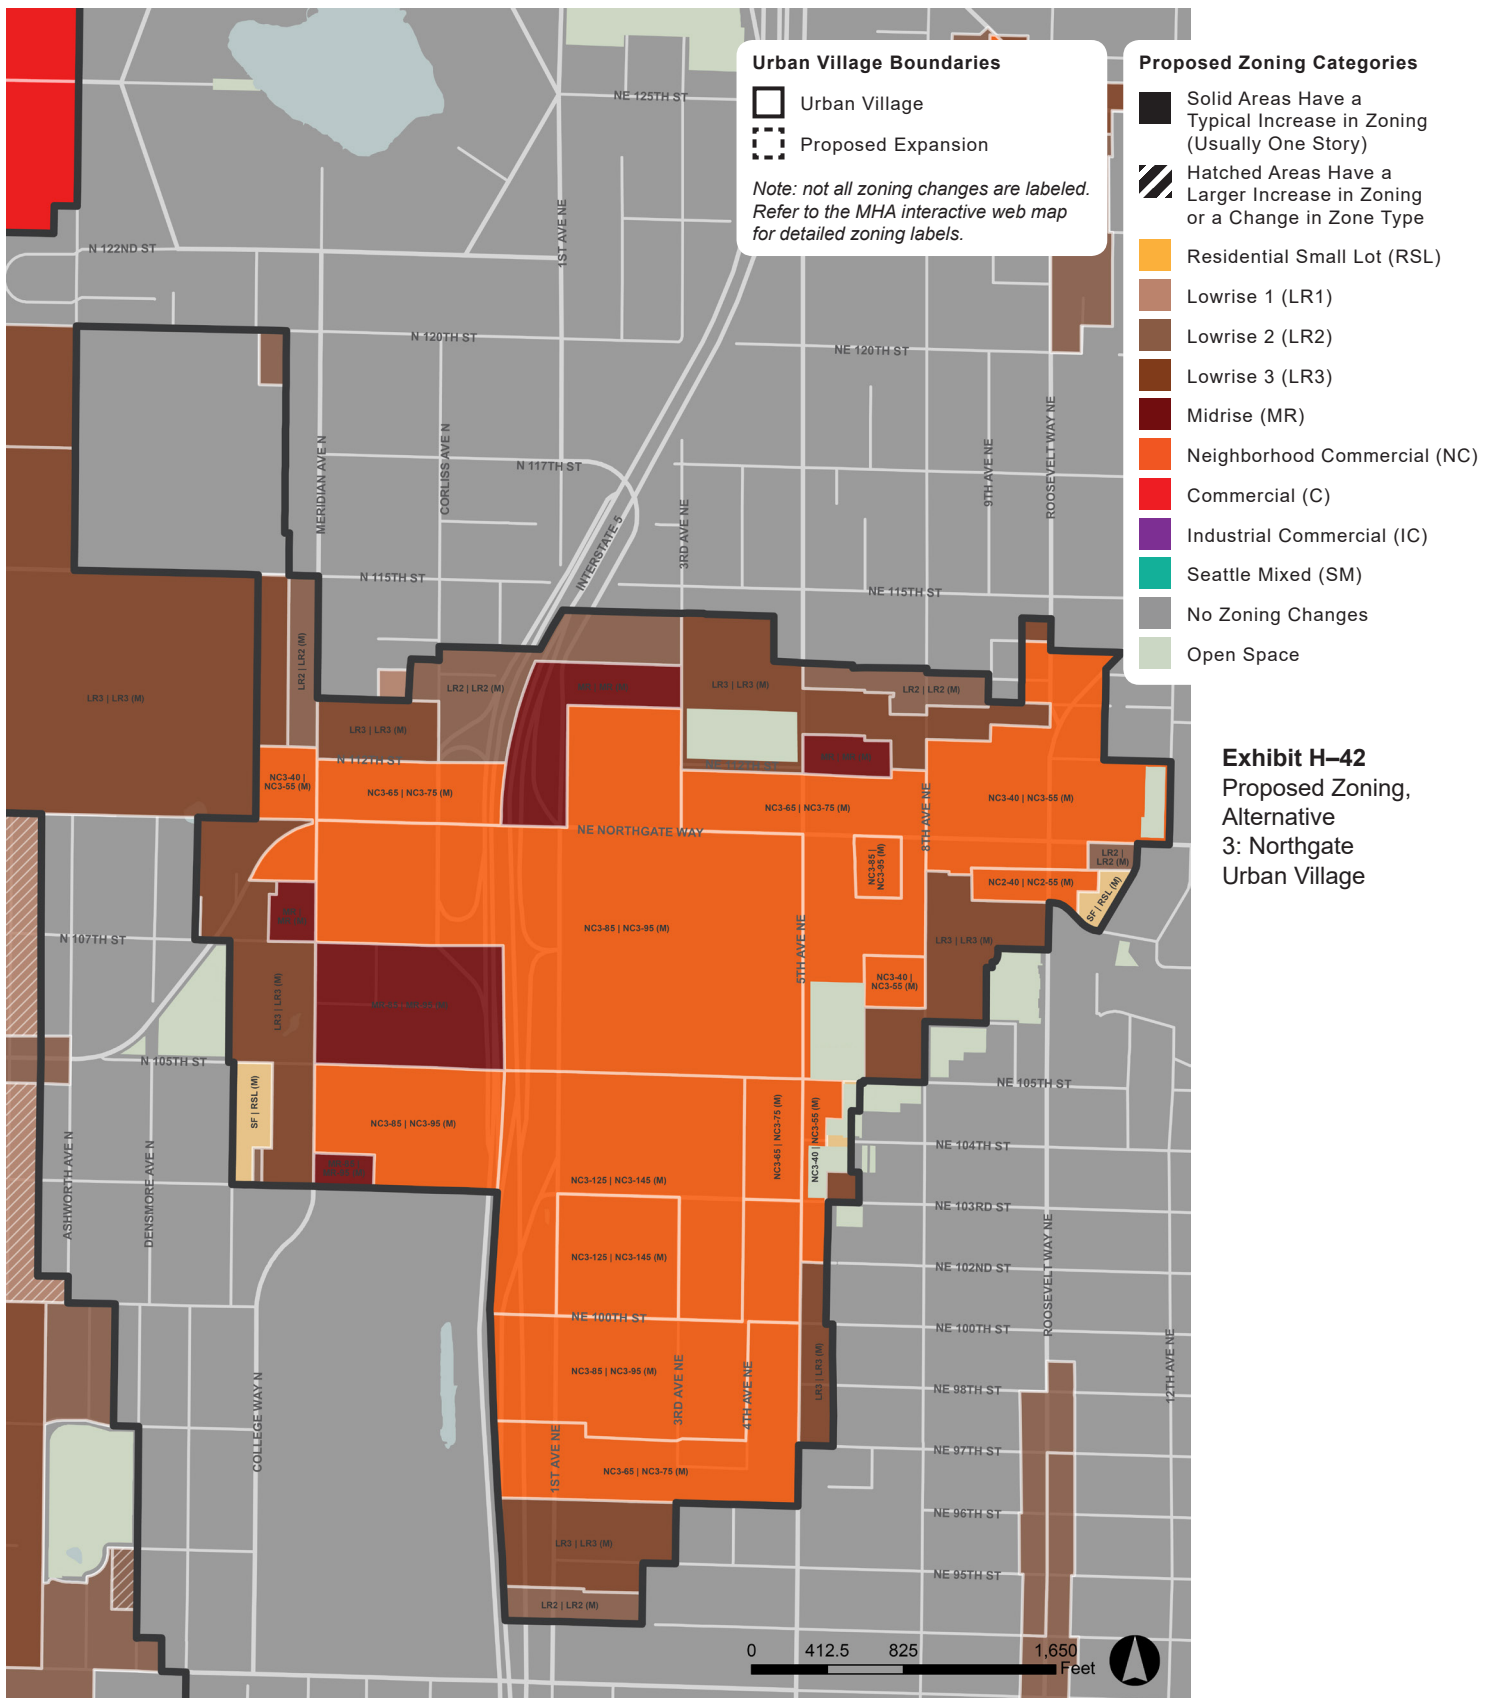 Urban Village Boundaries
Urban Village
Proposed Expansion
Note: not all zoning changes are labeled.
Refer to the MHA interactive web map
for detailed zoning labels.
Proposed Zoning Categories
Solid Areas Have a
Typical Increase in Zoning
(Usually One Story)
Hatched Areas Have a
Larger Increase in Zoning
or a Change in Zone Type
Residential Small Lot (RSL)
Lowrise 1 (LR1)
Lowrise 2 (LR2)
Lowrise 3 (LR3)
Midrise (MR)
Neighborhood Commercial (NC)
Commercial (C)
Industrial Commercial (IC)
Seattle Mixed (SM)
No Zoning Changes
Open Space
Exhibit H–42
Proposed Zoning,
Alternative
3: Northgate
Urban Village
NE 125TH ST
1ST AVE NE
N 122ND ST
N 120TH ST
NE 120TH ST
MERIDIAN AVE N
CORLISS AVE N
N 117TH ST
INTERSTATE 5
3RD AVE NE
9TH AVE NE
ROOSEVELT WAY NE
N 115TH ST
NE 115TH ST
LR2 | LR2 (M)
LR3 | LR3 (M)
LR2 | LR2 (M)
LR3 | LR3 (M)
LR2 | LR2 (M)
LR3 | LR3 (M)
N 112TH ST
NC3-40 |
NC3-55 (M)
NC3-65 | NC3-75 (M)
NC3-65 | NC3-75 (M)
NC3-40 | NC3-55 (M)
NE NORTHGATE WAY
8TH AVE NE
NC3-85 |
NC3-95 (M)
LR2 |
LR2 (M)
NC2-40 | NC2-55 (M)
SF | RSL (M)
NC3-85 | NC3-95 (M)
5TH AVE NE
LR3 | LR3 (M)
N 107TH ST
NC3-40 |
NC3-55 (M)
LR3 | LR3 (M)
N 105TH ST
NE 105TH ST
SF | RSL (M)
NC3-85 | NC3-95 (M)
NC3-65 | NC3-75 (M)
NC3-40 | NC3-55 (M)
NE 104TH ST
ASHWORTH AVE N
DENSMORE AVE N
NC3-125 | NC3-145 (M)
NE 103RD ST
NC3-125 | NC3-145 (M)
NE 102ND ST
ROOSEVELT WAY NE
NE 100TH ST
NE 100TH ST
NC3-85 | NC3-95 (M)
3RD AVE NE
4TH AVE NE
LR3 | LR3 (M)
12TH AVE NE
NE 98TH ST
COLLEGE WAY N
1ST AVE NE
NE 97TH ST
NC3-65 | NC3-75 (M)
NE 96TH ST
LR3 | LR3 (M)
NE 95TH ST
LR2 | LR2 (M)
0 412.5 825 1,650
Feet